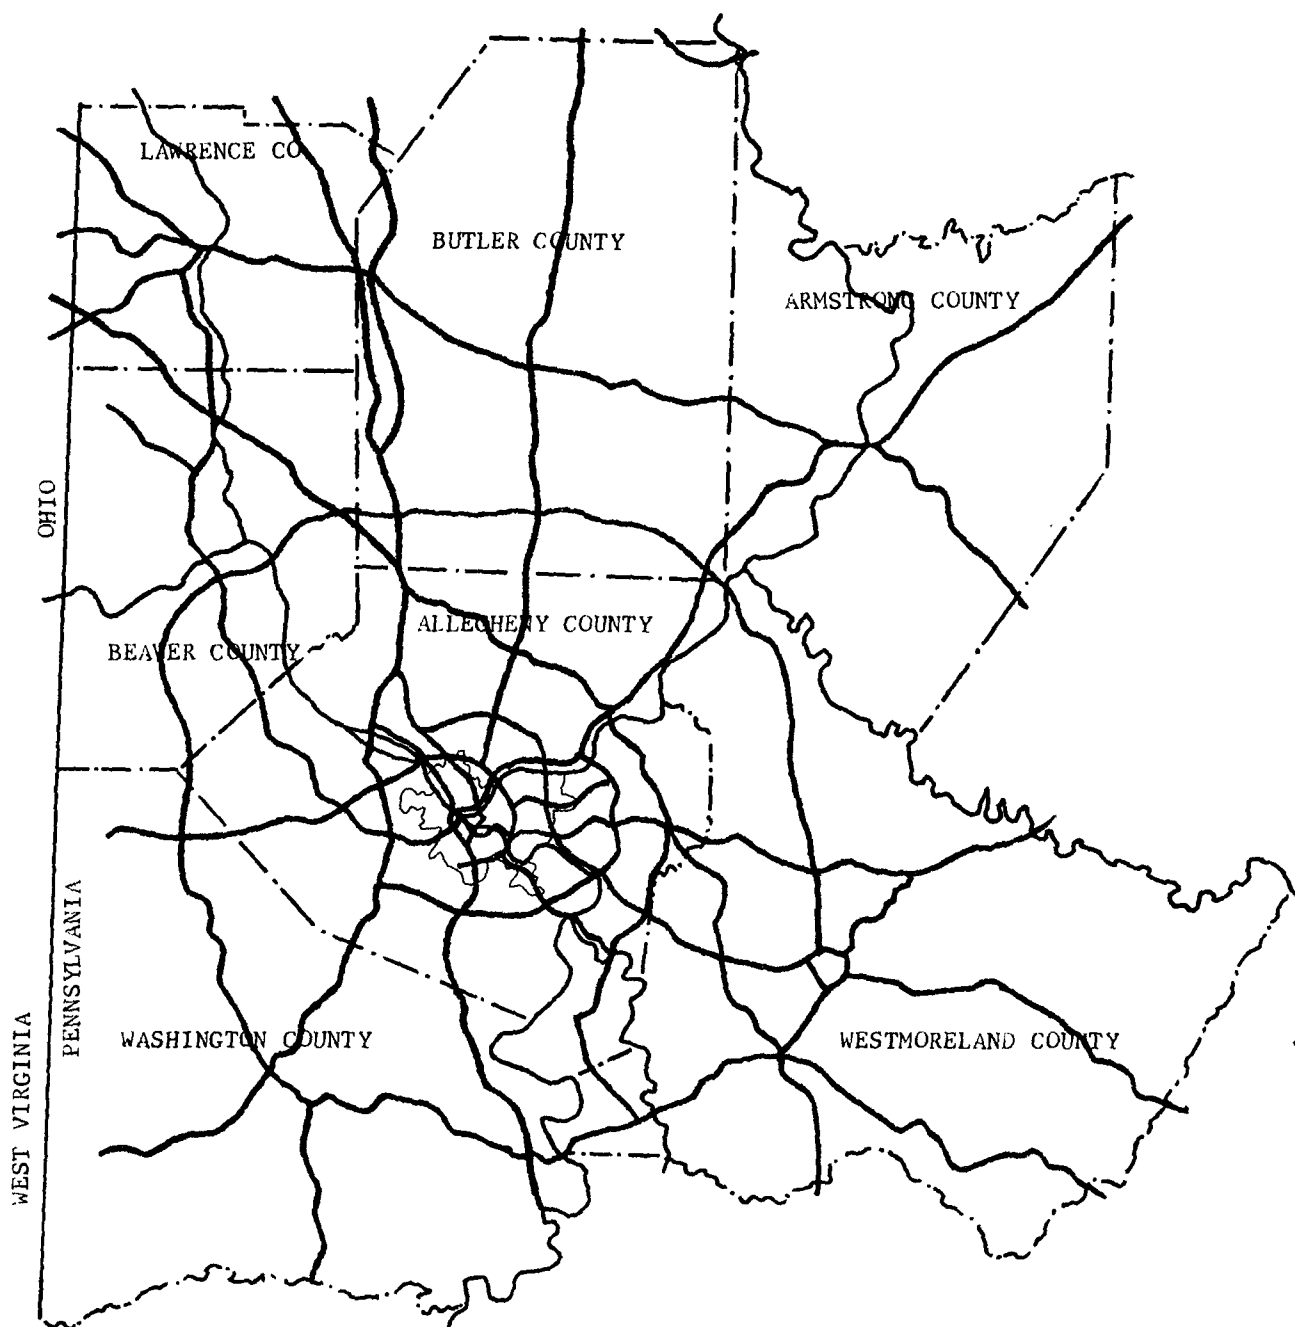 LAWRENCE CO.
BUTLER COUNTY
ARMSTRONG COUNTY
OHIO
ALLEGHENY COUNTY
BEAVER COUNTY
PENNSYLVANIA
WEST VIRGINIA
WASHINGTON COUNTY
WESTMORELAND COUNTY